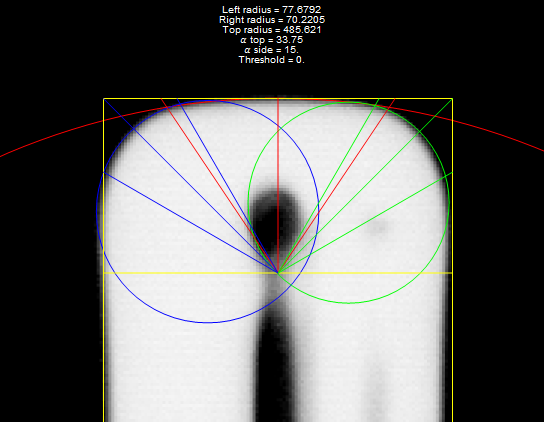 Left radius = 77.6792
Right radius = 70.2205
Top radius = 485.621
α top = 33.75
α side = 15.
Threshold = 0.